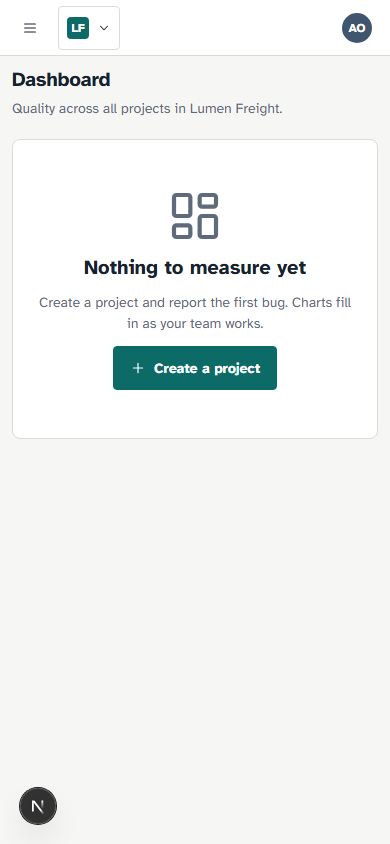 LF
AO
Dashboard
Quality across all projects in Lumen Freight.
Nothing to measure yet
Create a project and report the first bug. Charts fill
in as your team works.
Create a project
N